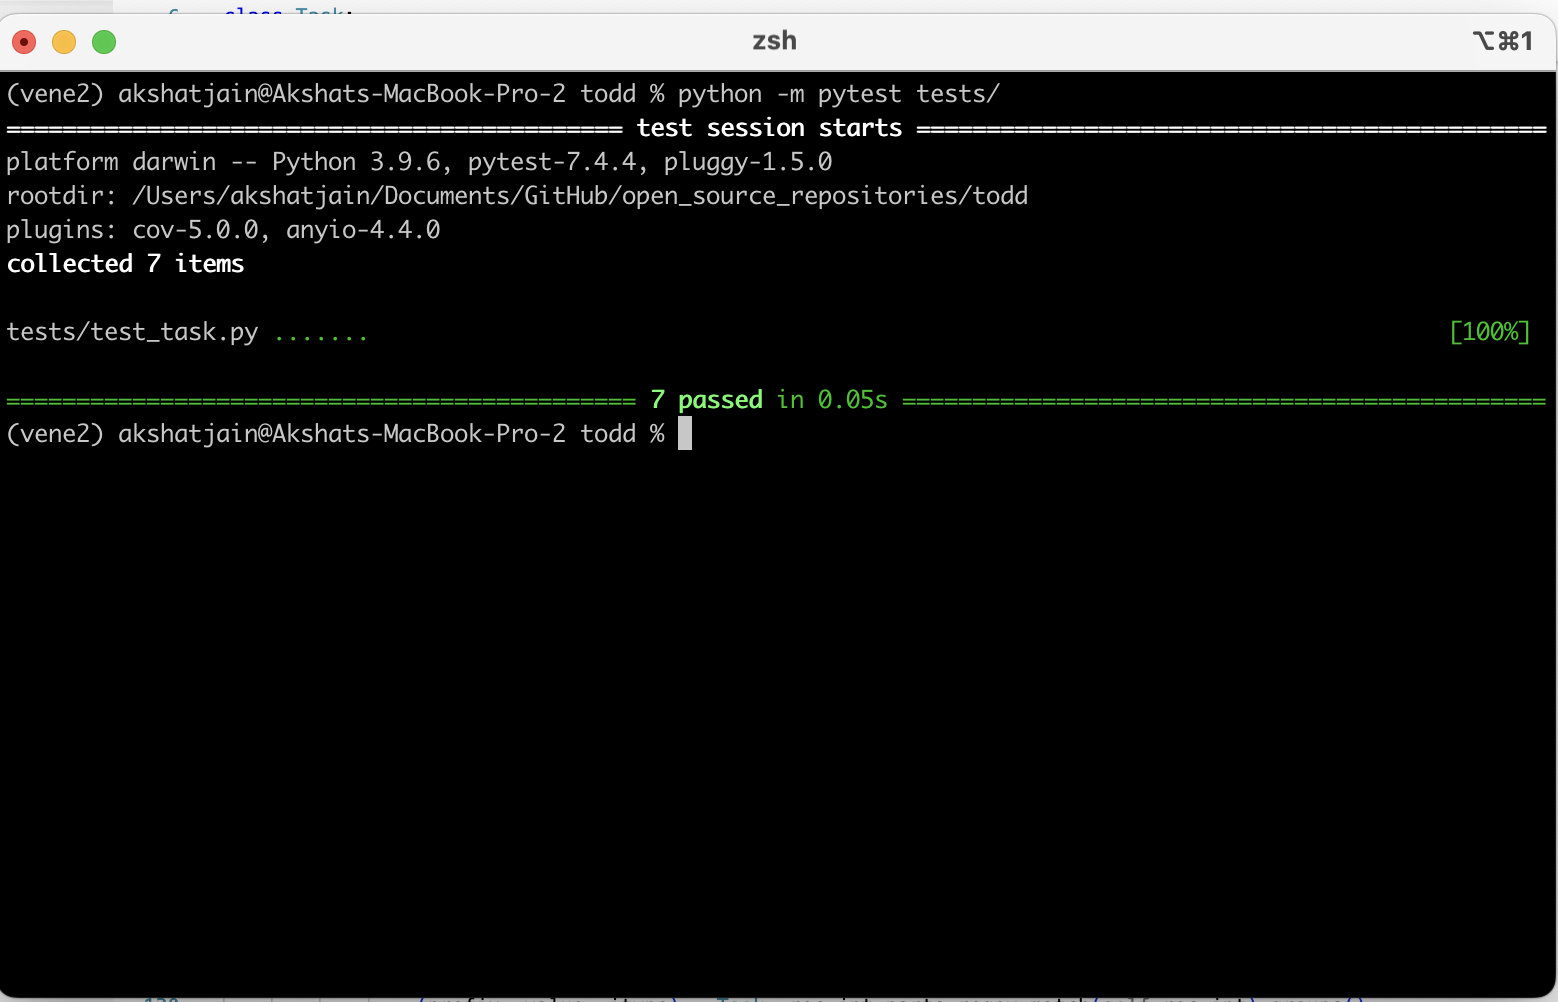 class Task:
zsh
⌥⌘1
(vene2) akshatjain@Akshats-MacBook-Pro-2 todd % python -m pytest tests/
============================================ test session starts =============================================
platform darwin -- Python 3.9.6, pytest-7.4.4, pluggy-1.5.0
rootdir: /Users/akshatjain/Documents/GitHub/open_source_repositories/todd
plugins: cov-5.0.0, anyio-4.4.0
collected 7 items
tests/test_task.py ....... [100%]
============================================= 7 passed in 0.05s ==============================================
(vene2) akshatjain@Akshats-MacBook-Pro-2 todd %